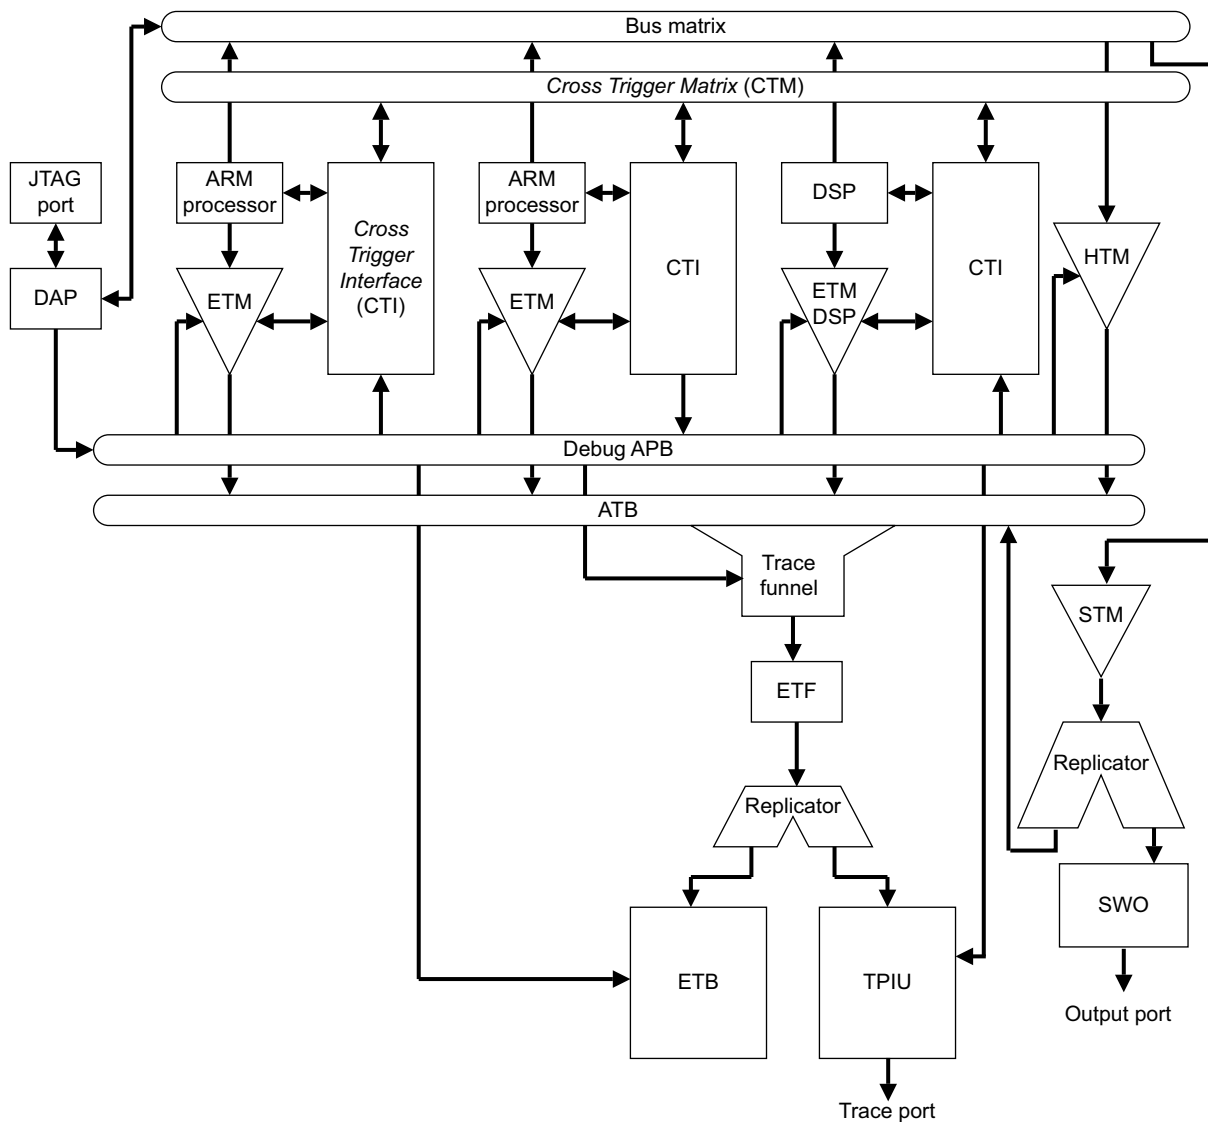 Bus matrix
Cross Trigger Matrix (CTM)
JTAG
port
ARM
processor
Cross
Trigger
Interface
(CTI)
ARM
processor
CTI
DSP
CTI
HTM
DAP
ETM
ETM
ETM
DSP
Debug APB
ATB
Trace
funnel
STM
ETF
Replicator
Replicator
SWO
ETB
TPIU
Output port
Trace port